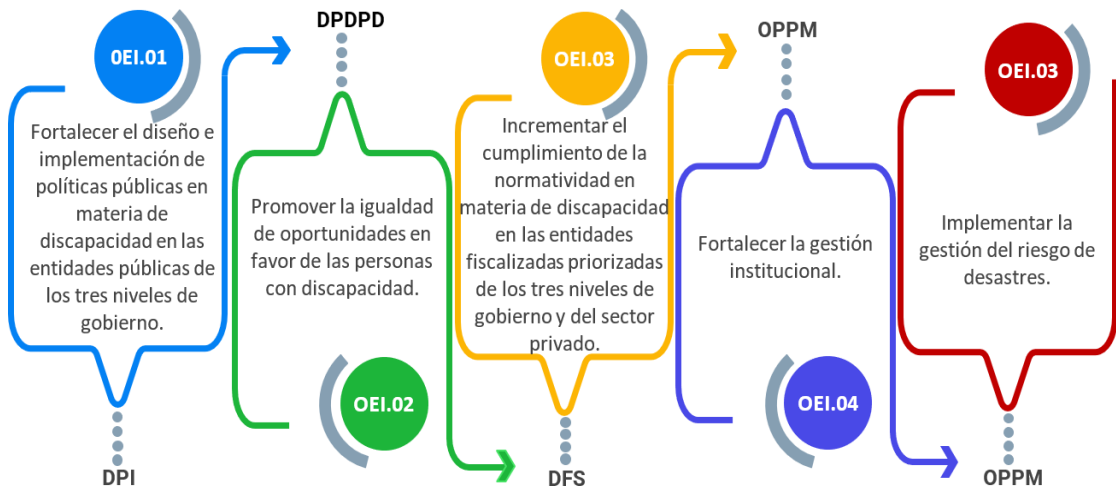 0EI.01
Fortalecer el diseño e
implementación de
políticas públicas en
materia de
discapacidad en las
entidades públicas de
los tres niveles de
gobierno.
DPI
DPDPD
Promover la igualdad
de oportunidades en
favor de las personas
con discapacidad.
OEI.02
OEI.03
Incrementar el
cumplimiento de la
normatividad en
materia de discapacidad
en las entidades
fiscalizadas priorizadas
de los tres niveles de
gobierno y del sector
privado.
DFS
OPPM
Fortalecer la gestión
institucional.
OEI.04
OEI.03
Implementar la
gestión del riesgo de
desastres.
OPPM